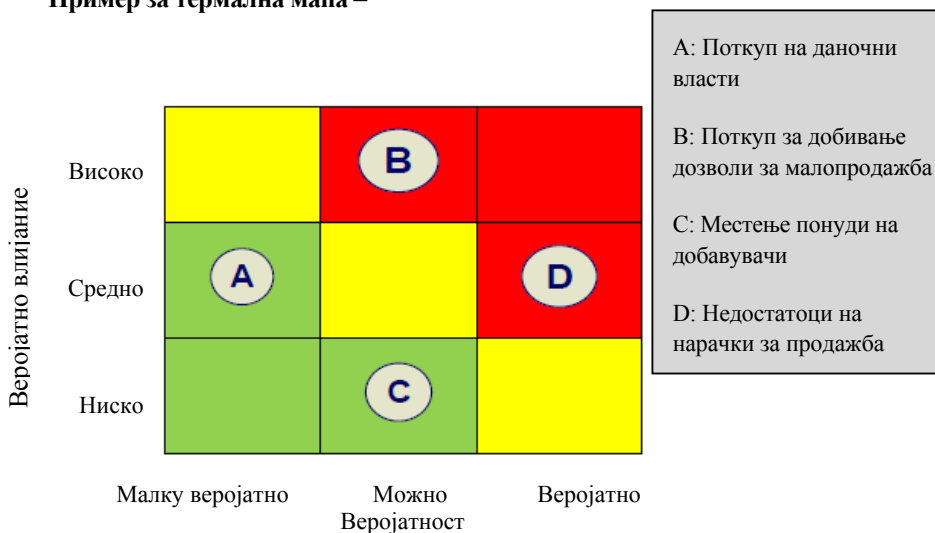 Пример за термална мапа –
А: Поткуп на даночни
власти
В: Поткуп за добивање
дозволи за малопродажба
С: Местење понуди на
добавувачи
D: Недостатоци на
нарачки за продажба
Веројатно влијание
Високо
B
Средно
A
D
Ниско
C
Малку веројатно
Можно
Веројатно
Веројатност